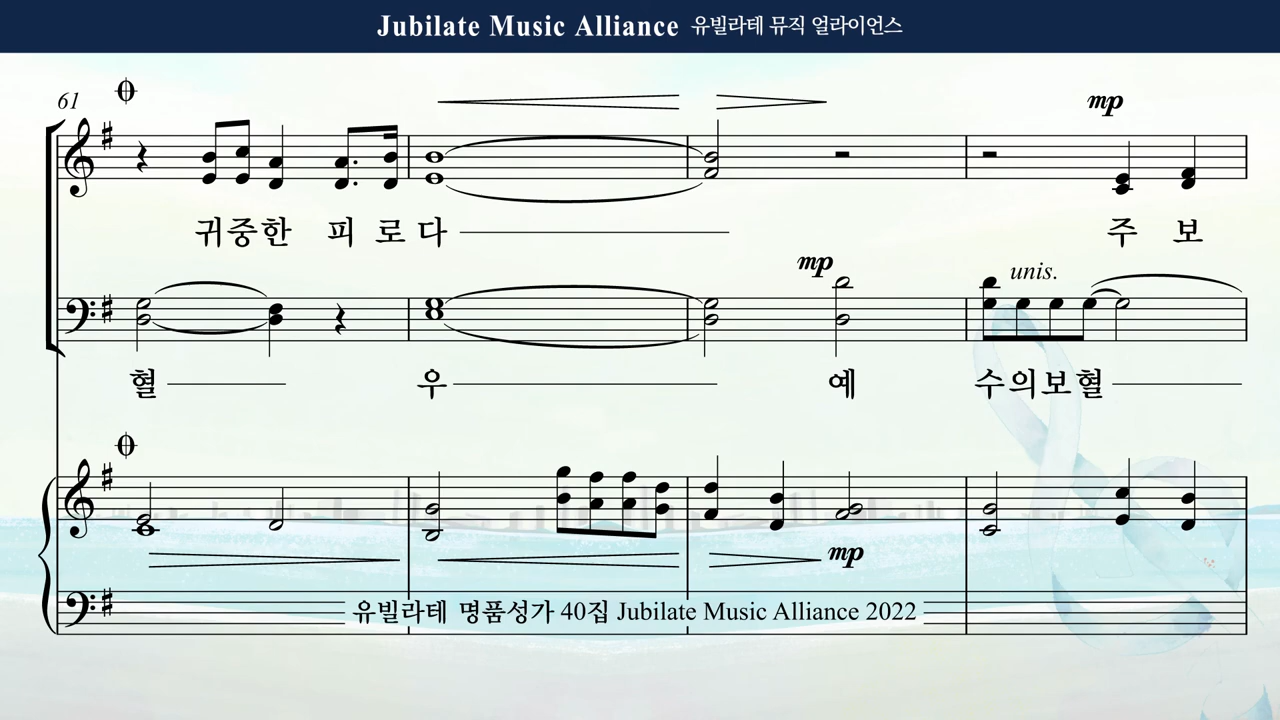 Jubilate Music Alliance 유빌라테 뮤직 얼라이언스
61
mp
귀중한 피 로 다 주 보
mp unis.
혈 우 예 수의보혈
mp
유빌라테 명품성가 40집 Jubilate Music Alliance 2022